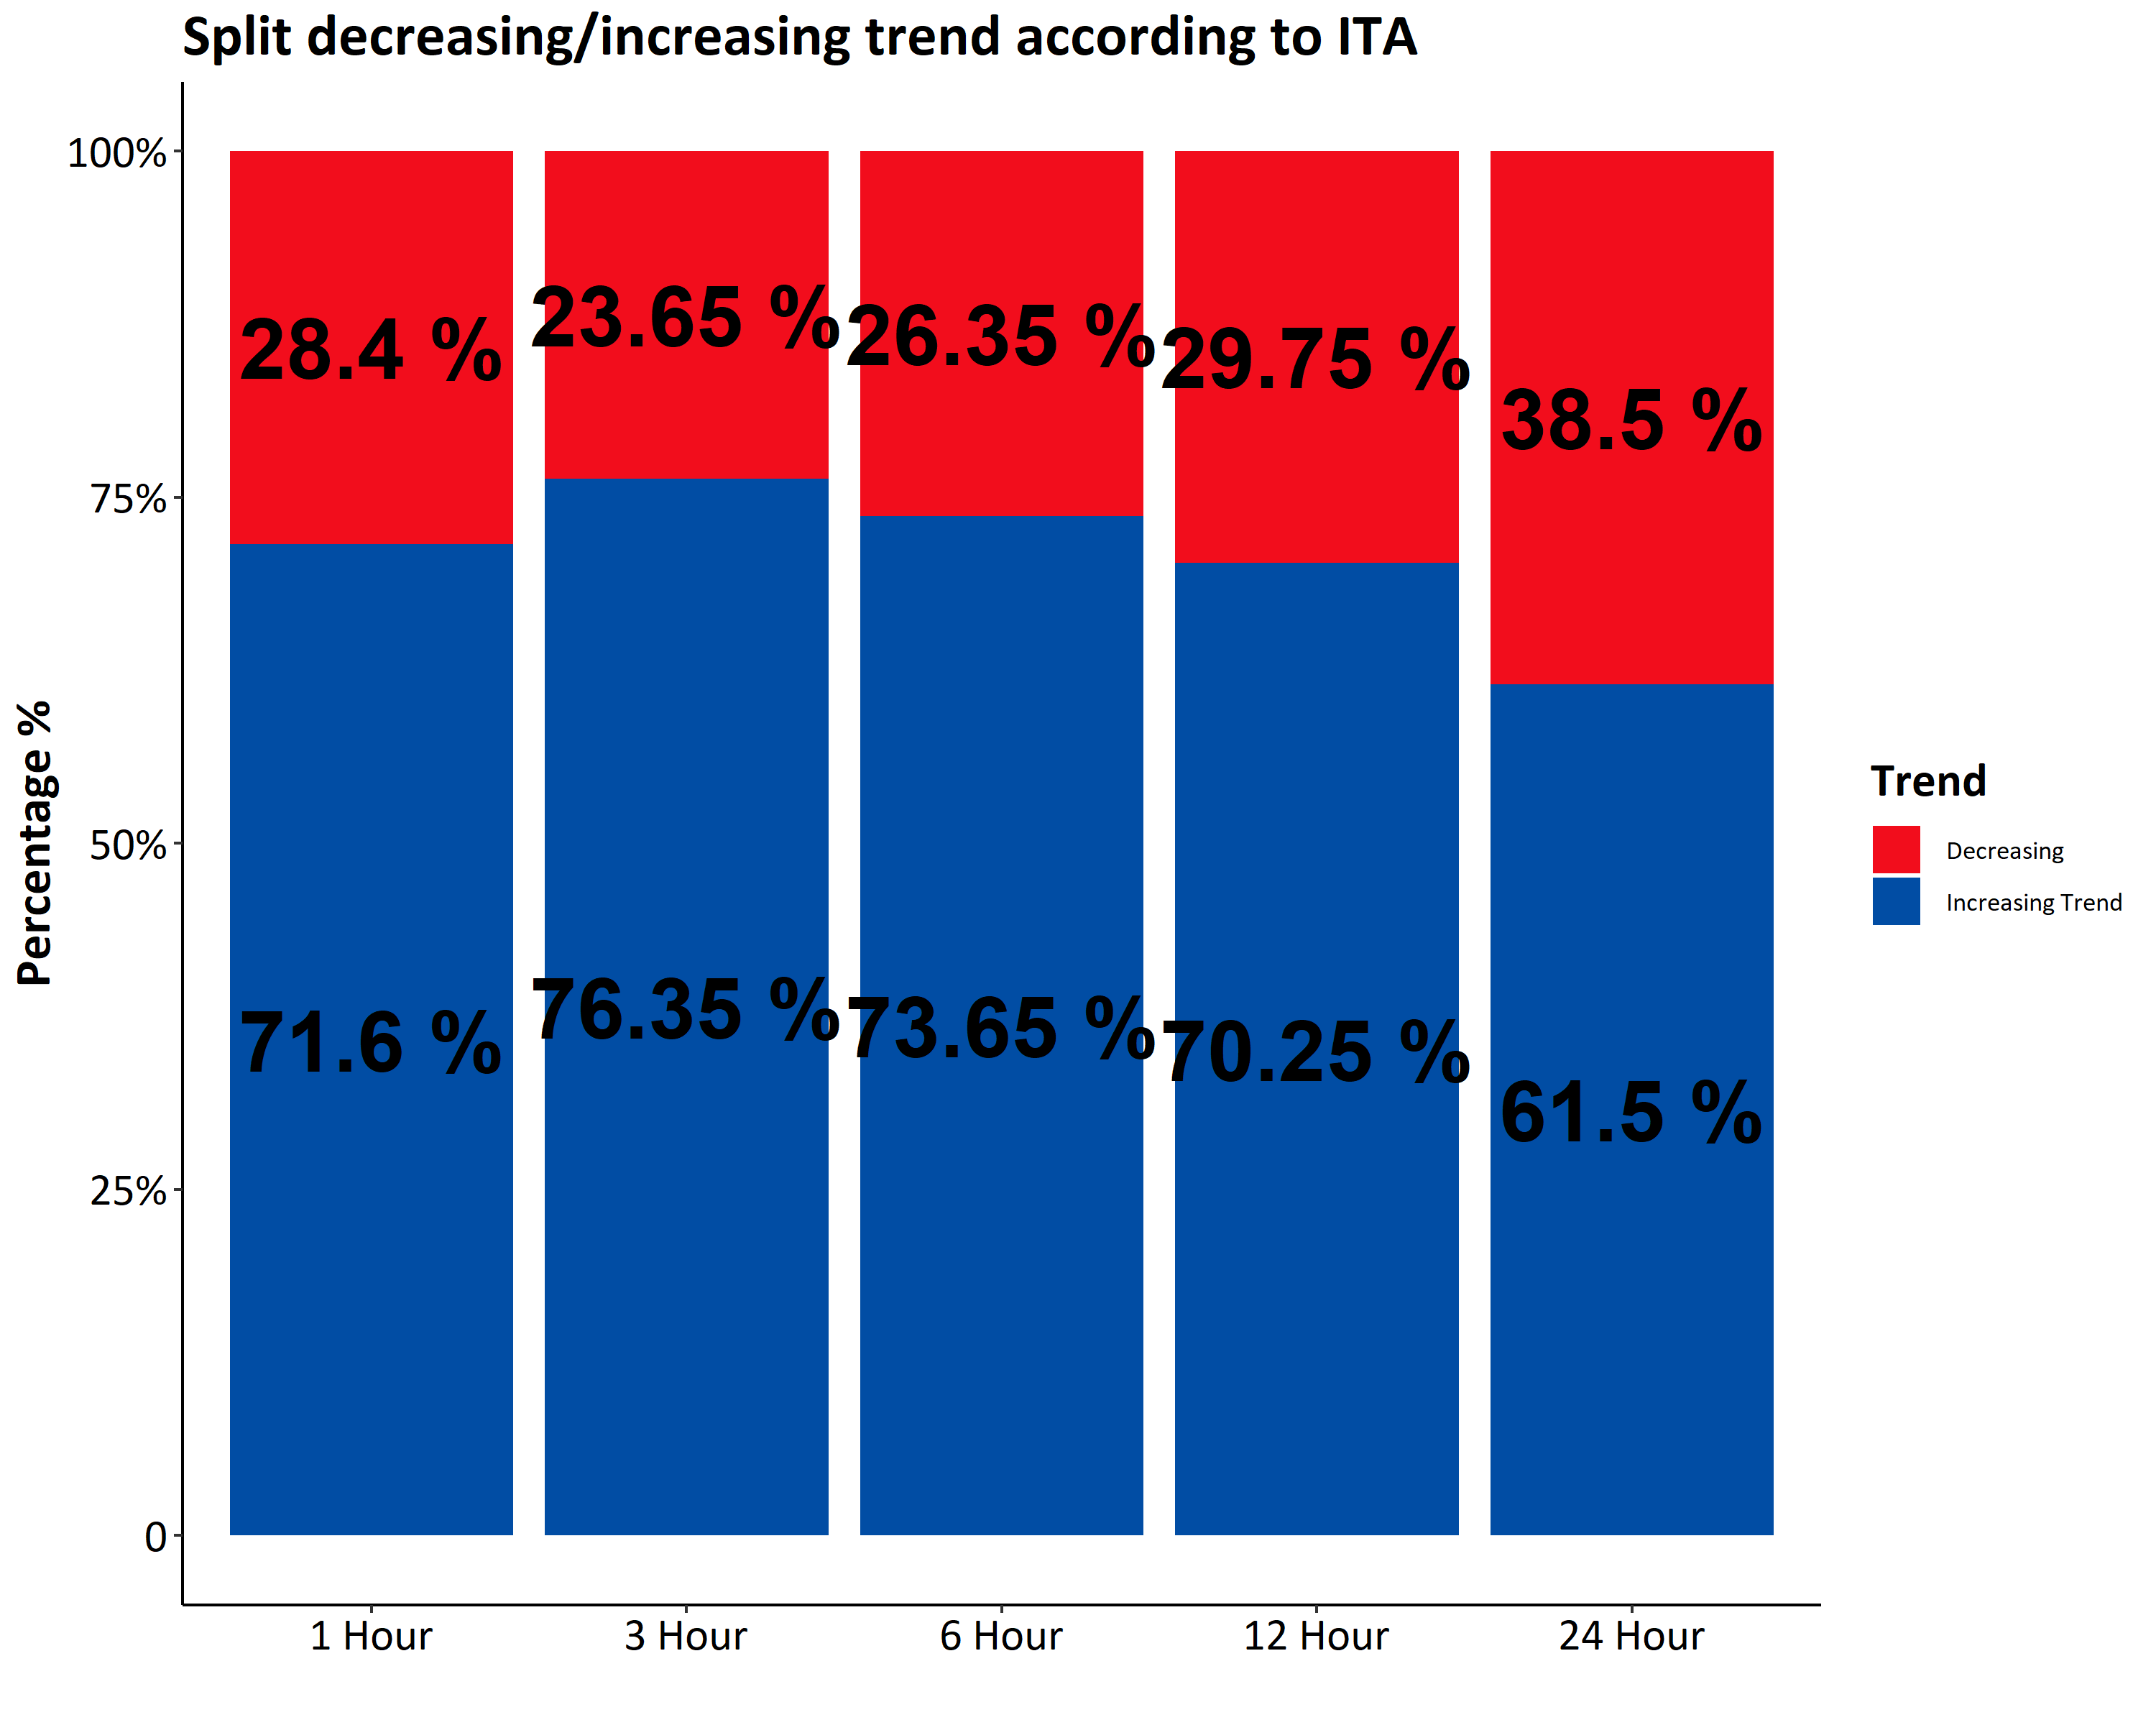 Split decreasing/increasing trend according to ITA
Percentage %
100%
75%
50%
25%
0
28.4 %
23.65 %
26.35 %
29.75 %
38.5 %
71.6 %
76.35 %
73.65 %
70.25 %
61.5 %
1 Hour
3 Hour
6 Hour
12 Hour
24 Hour
Trend
Decreasing
Increasing Trend